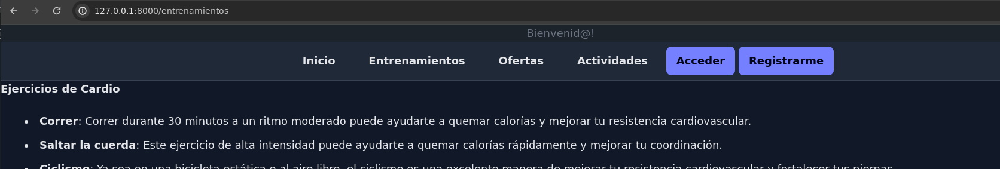 127.0.0.1:8000/entrenamientos
Bienvenid@!
Inicio Entrenamientos Ofertas Actividades Acceder Registrarme
Ejercicios de Cardio
• Correr: Correr durante 30 minutos a un ritmo moderado puede ayudarte a quemar calorías y mejorar tu resistencia cardiovascular.
• Saltar la cuerda: Este ejercicio de alta intensidad puede ayudarte a quemar calorías rápidamente y mejorar tu coordinación.
• Ciclismo: Ya sea en una bicicleta estática o al aire libre, el ciclismo es una excelente manera de mejorar tu resistencia cardiovascular y fortalecer tus piernas.